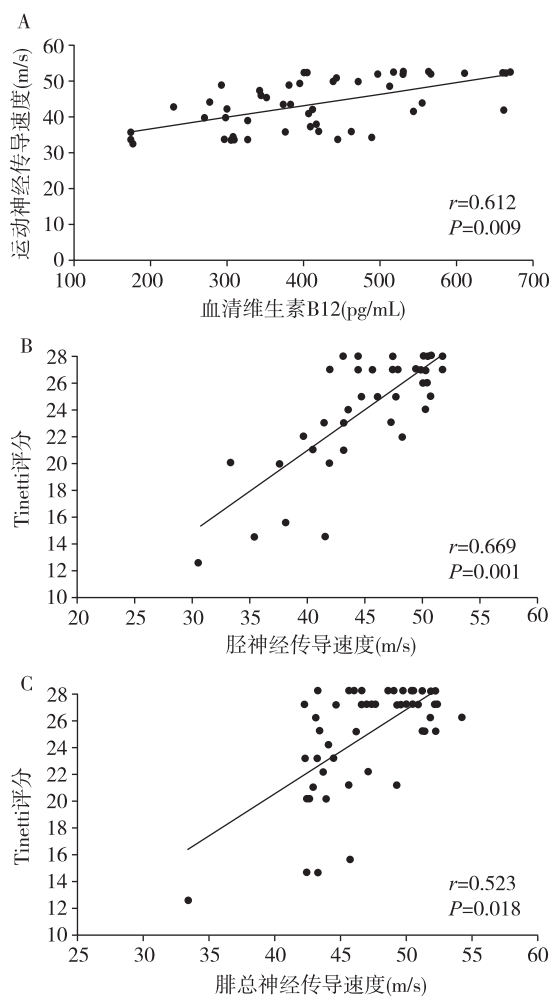 A
60
50
40
30
20
10
0
运动神经传导速度(m/s)
r=0.612
P=0.009
100 200 300 400 500 600 700
血清维生素B12(pg/mL)
B
28
26
24
22
20
18
16
14
12
10
Tinetti评分
r=0.669
P=0.001
20 25 30 35 40 45 50 55 60
胫神经传导速度(m/s)
C
28
26
24
22
20
18
16
14
12
10
Tinetti评分
r=0.523
P=0.018
25 30 35 40 45 50 55 60
腓总神经传导速度(m/s)